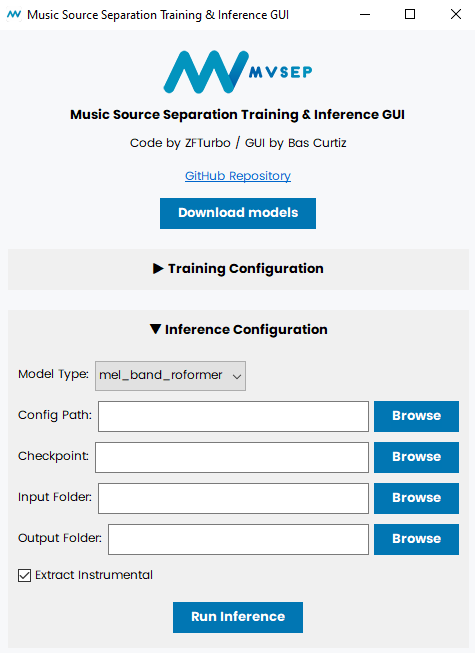 Music Source Separation Training & Inference GUI
MVSEP
Music Source Separation Training & Inference GUI
Code by ZFTurbo / GUI by Bas Curtiz
GitHub Repository
Download models
▶ Training Configuration
▼ Inference Configuration
Model Type: mel_band_roformer
Config Path: Browse
Checkpoint: Browse
Input Folder: Browse
Output Folder: Browse
Extract Instrumental
Run Inference